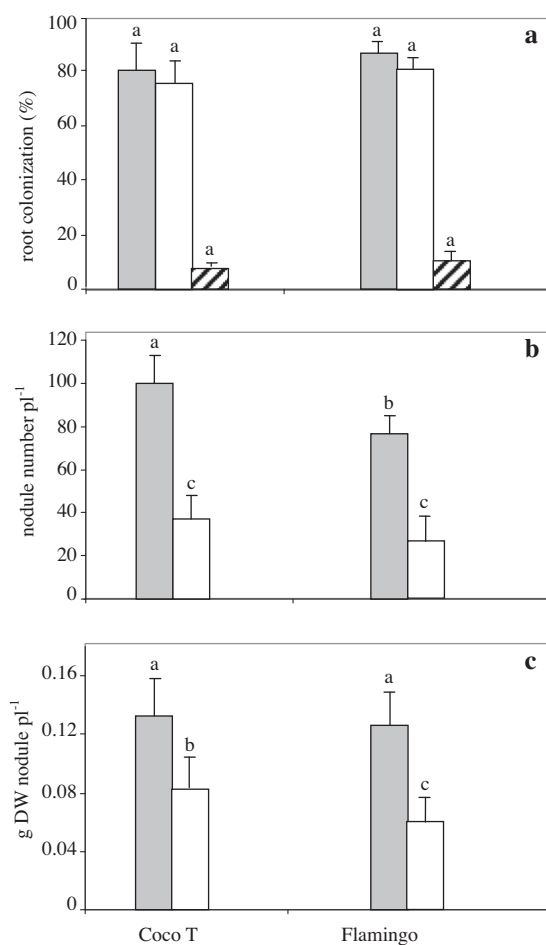 100
a
a
a
a
a
80
60
40
20
0
a
a
root colonization (%)
120
b
a
100
b
80
60
c
40
c
20
0
nodule number pl⁻¹
c
0.16
a
a
0.12
b
0.08
c
0.04
0
g DW nodule pl⁻¹
Coco T Flamingo